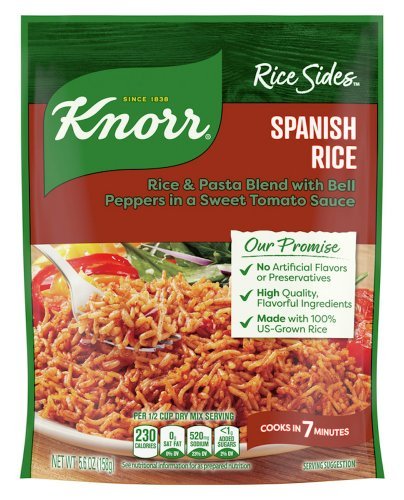 SINCE 1838
Knorr®
Rice Sides™
SPANISH
RICE
Rice & Pasta Blend with Bell
Peppers in a Sweet Tomato Sauce
Our Promise
✓ No Artificial Flavors
or Preservatives
✓ High Quality,
Flavorful Ingredients
✓ Made with 100%
US-Grown Rice
PER 1/2 CUP DRY MIX SERVING
230
CALORIES
0g
SAT FAT
0% DV
520mg
SODIUM
23% DV
<1g
ADDED
SUGARS
2% DV
See nutritional information for as prepared nutrition
NET WT. 5.6 OZ (158g)
COOKS IN 7 MINUTES
SERVING SUGGESTION